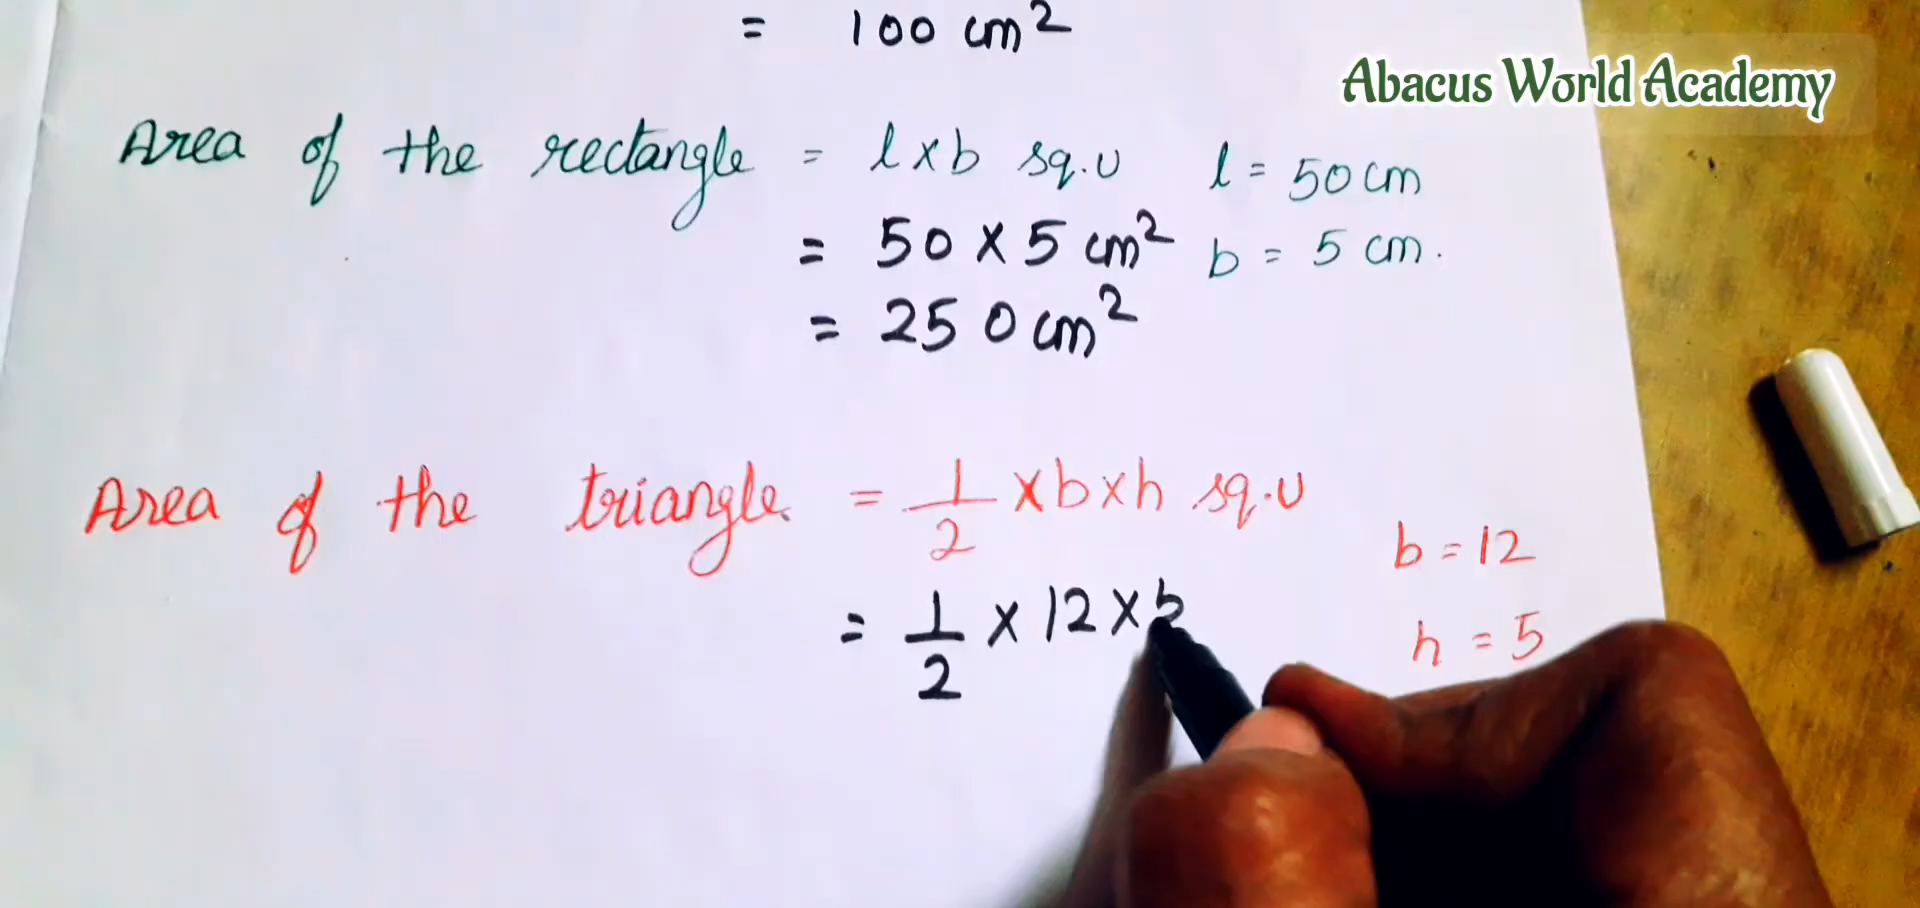 = 100 cm²
Abacus World Academy
Area of the rectangle = l x b sq.u l = 50 cm
= 50 x 5 cm² b = 5 cm.
= 250 cm²
Area of the triangle = 1/2 x b x h sq.u
b = 12
= 1/2 x 12 x 5
h = 5